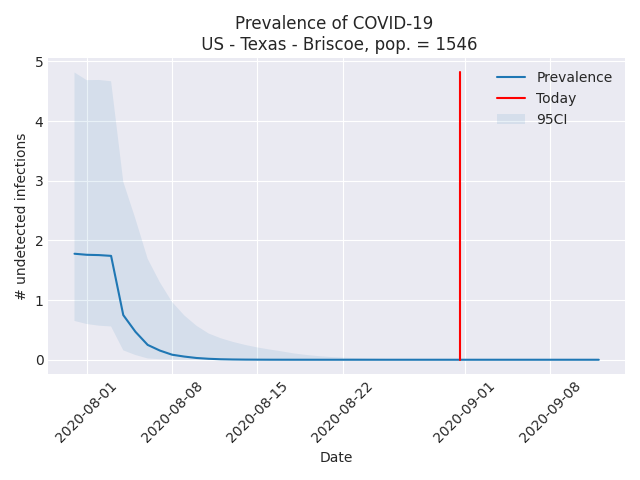 Prevalence of COVID-19
US - Texas - Briscoe, pop. = 1546
Prevalence
Today
95CI
# undetected infections
5
4
3
2
1
0
2020-08-01
2020-08-08
2020-08-15
2020-08-22
2020-09-01
2020-09-08
Date